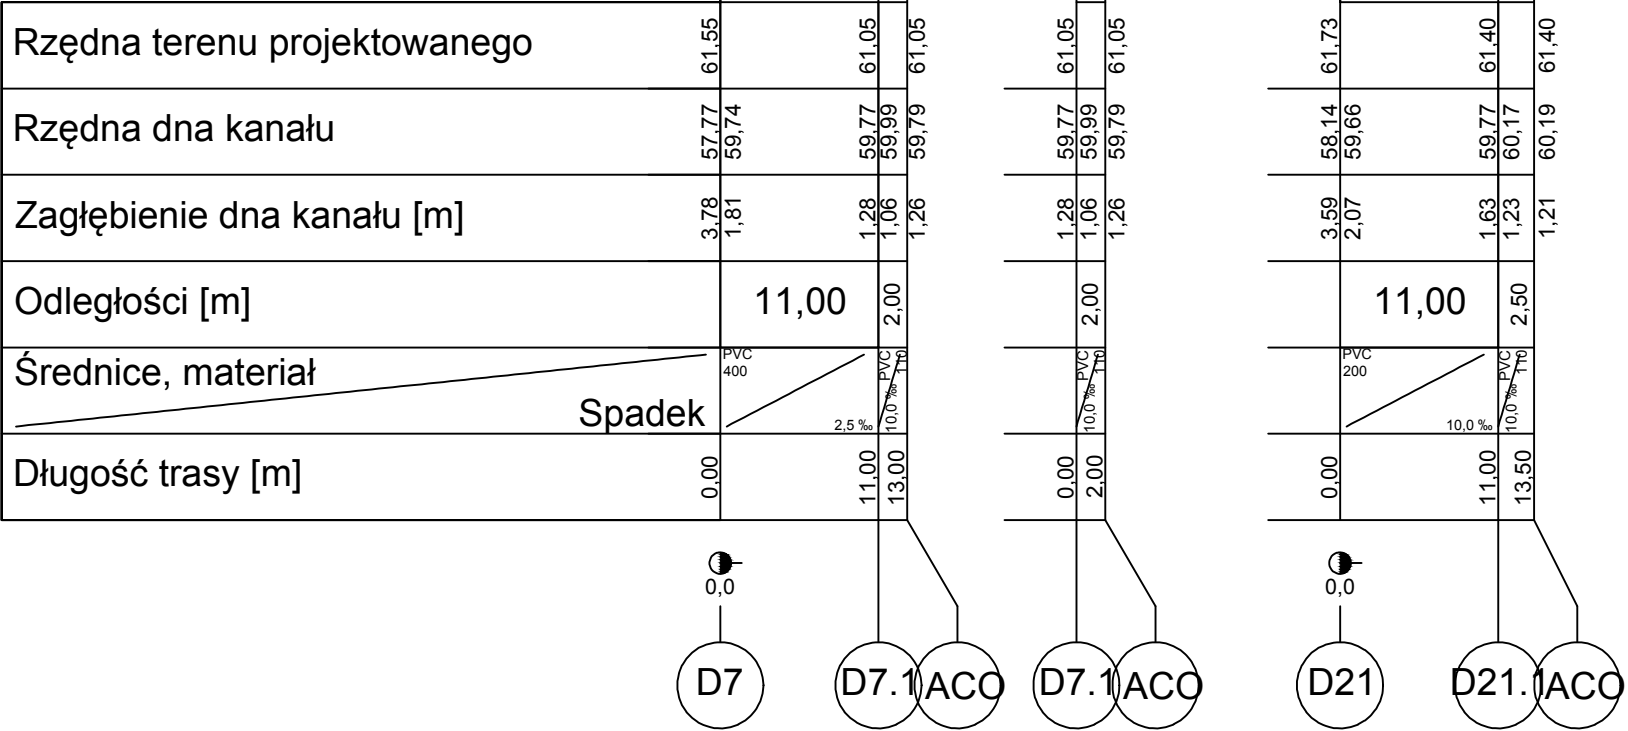 Rzędna terenu projektowanego 61,55 61,05 61,05 61,05 61,05 61,73 61,40 61,40
Rzędna dna kanału 57,77 59,74 59,77 59,99 59,79 59,77 59,99 59,79 58,14 59,66 59,77 60,17 60,19
Zagłębienie dna kanału [m] 3,78 1,81 1,28 1,06 1,26 1,28 1,06 1,26 3,59 2,07 1,63 1,23 1,21
Odległości [m] 11,00 2,00 2,00 11,00 2,50
Średnice, materiał PVC 400 PVC 110 PVC 110 PVC 200 PVC 110
Spadek 2,5 ‰ 10,0 ‰ 10,0 ‰ 10,0 ‰ 10,0 ‰
Długość trasy [m] 0,00 11,00 13,00 0,00 2,00 0,00 11,00 13,50
0,0 0,0
D7 D7.1 ACO D7.1 ACO D21 D21.1 ACO